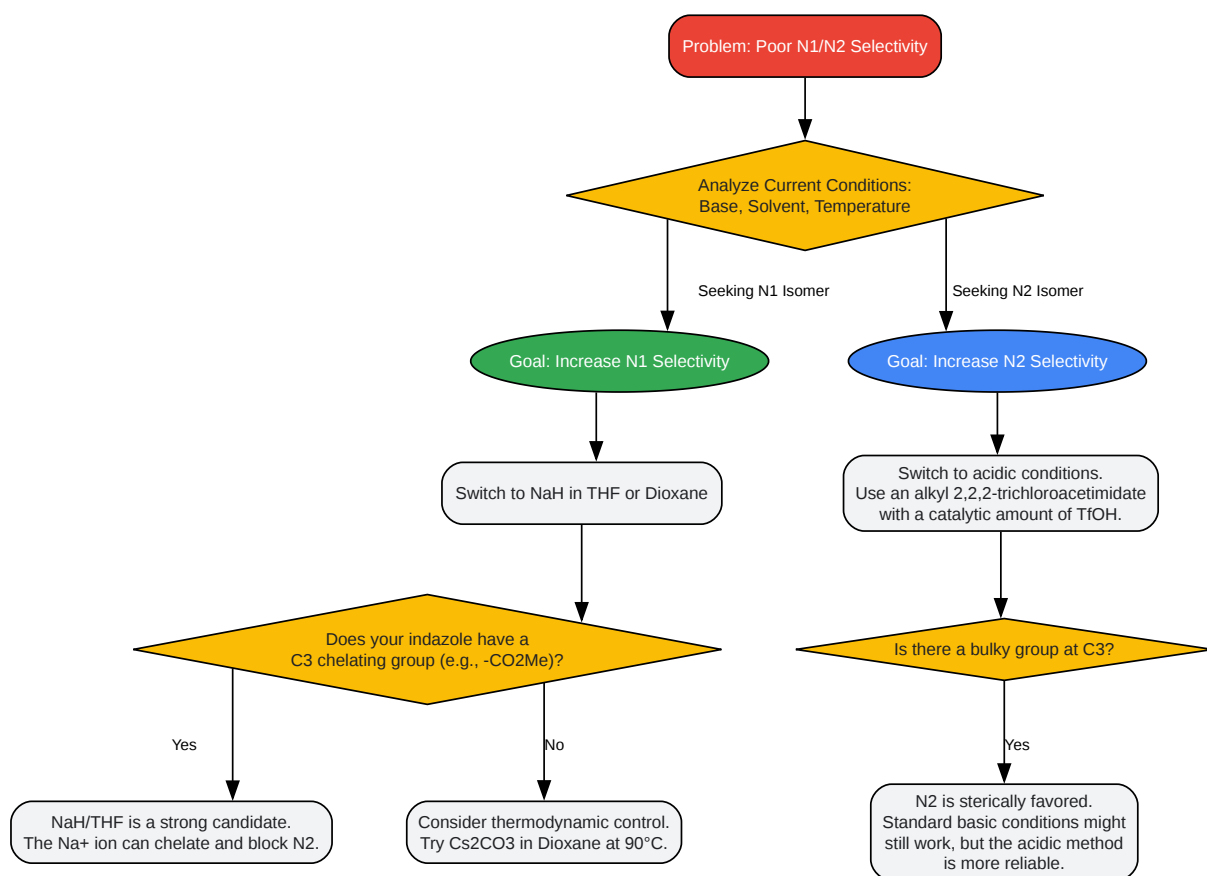 Problem: Poor N1/N2 Selectivity
Analyze Current Conditions:
Base, Solvent, Temperature
Seeking N1 Isomer
Seeking N2 Isomer
Goal: Increase N1 Selectivity
Goal: Increase N2 Selectivity
Switch to NaH in THF or Dioxane
Switch to acidic conditions.
Use an alkyl 2,2,2-trichloroacetimidate
with a catalytic amount of TfOH.
Does your indazole have a
C3 chelating group (e.g., -CO2Me)?
Is there a bulky group at C3?
Yes
No
Yes
NaH/THF is a strong candidate.
The Na+ ion can chelate and block N2.
Consider thermodynamic control.
Try Cs2CO3 in Dioxane at 90°C.
N2 is sterically favored.
Standard basic conditions might
still work, but the acidic method
is more reliable.